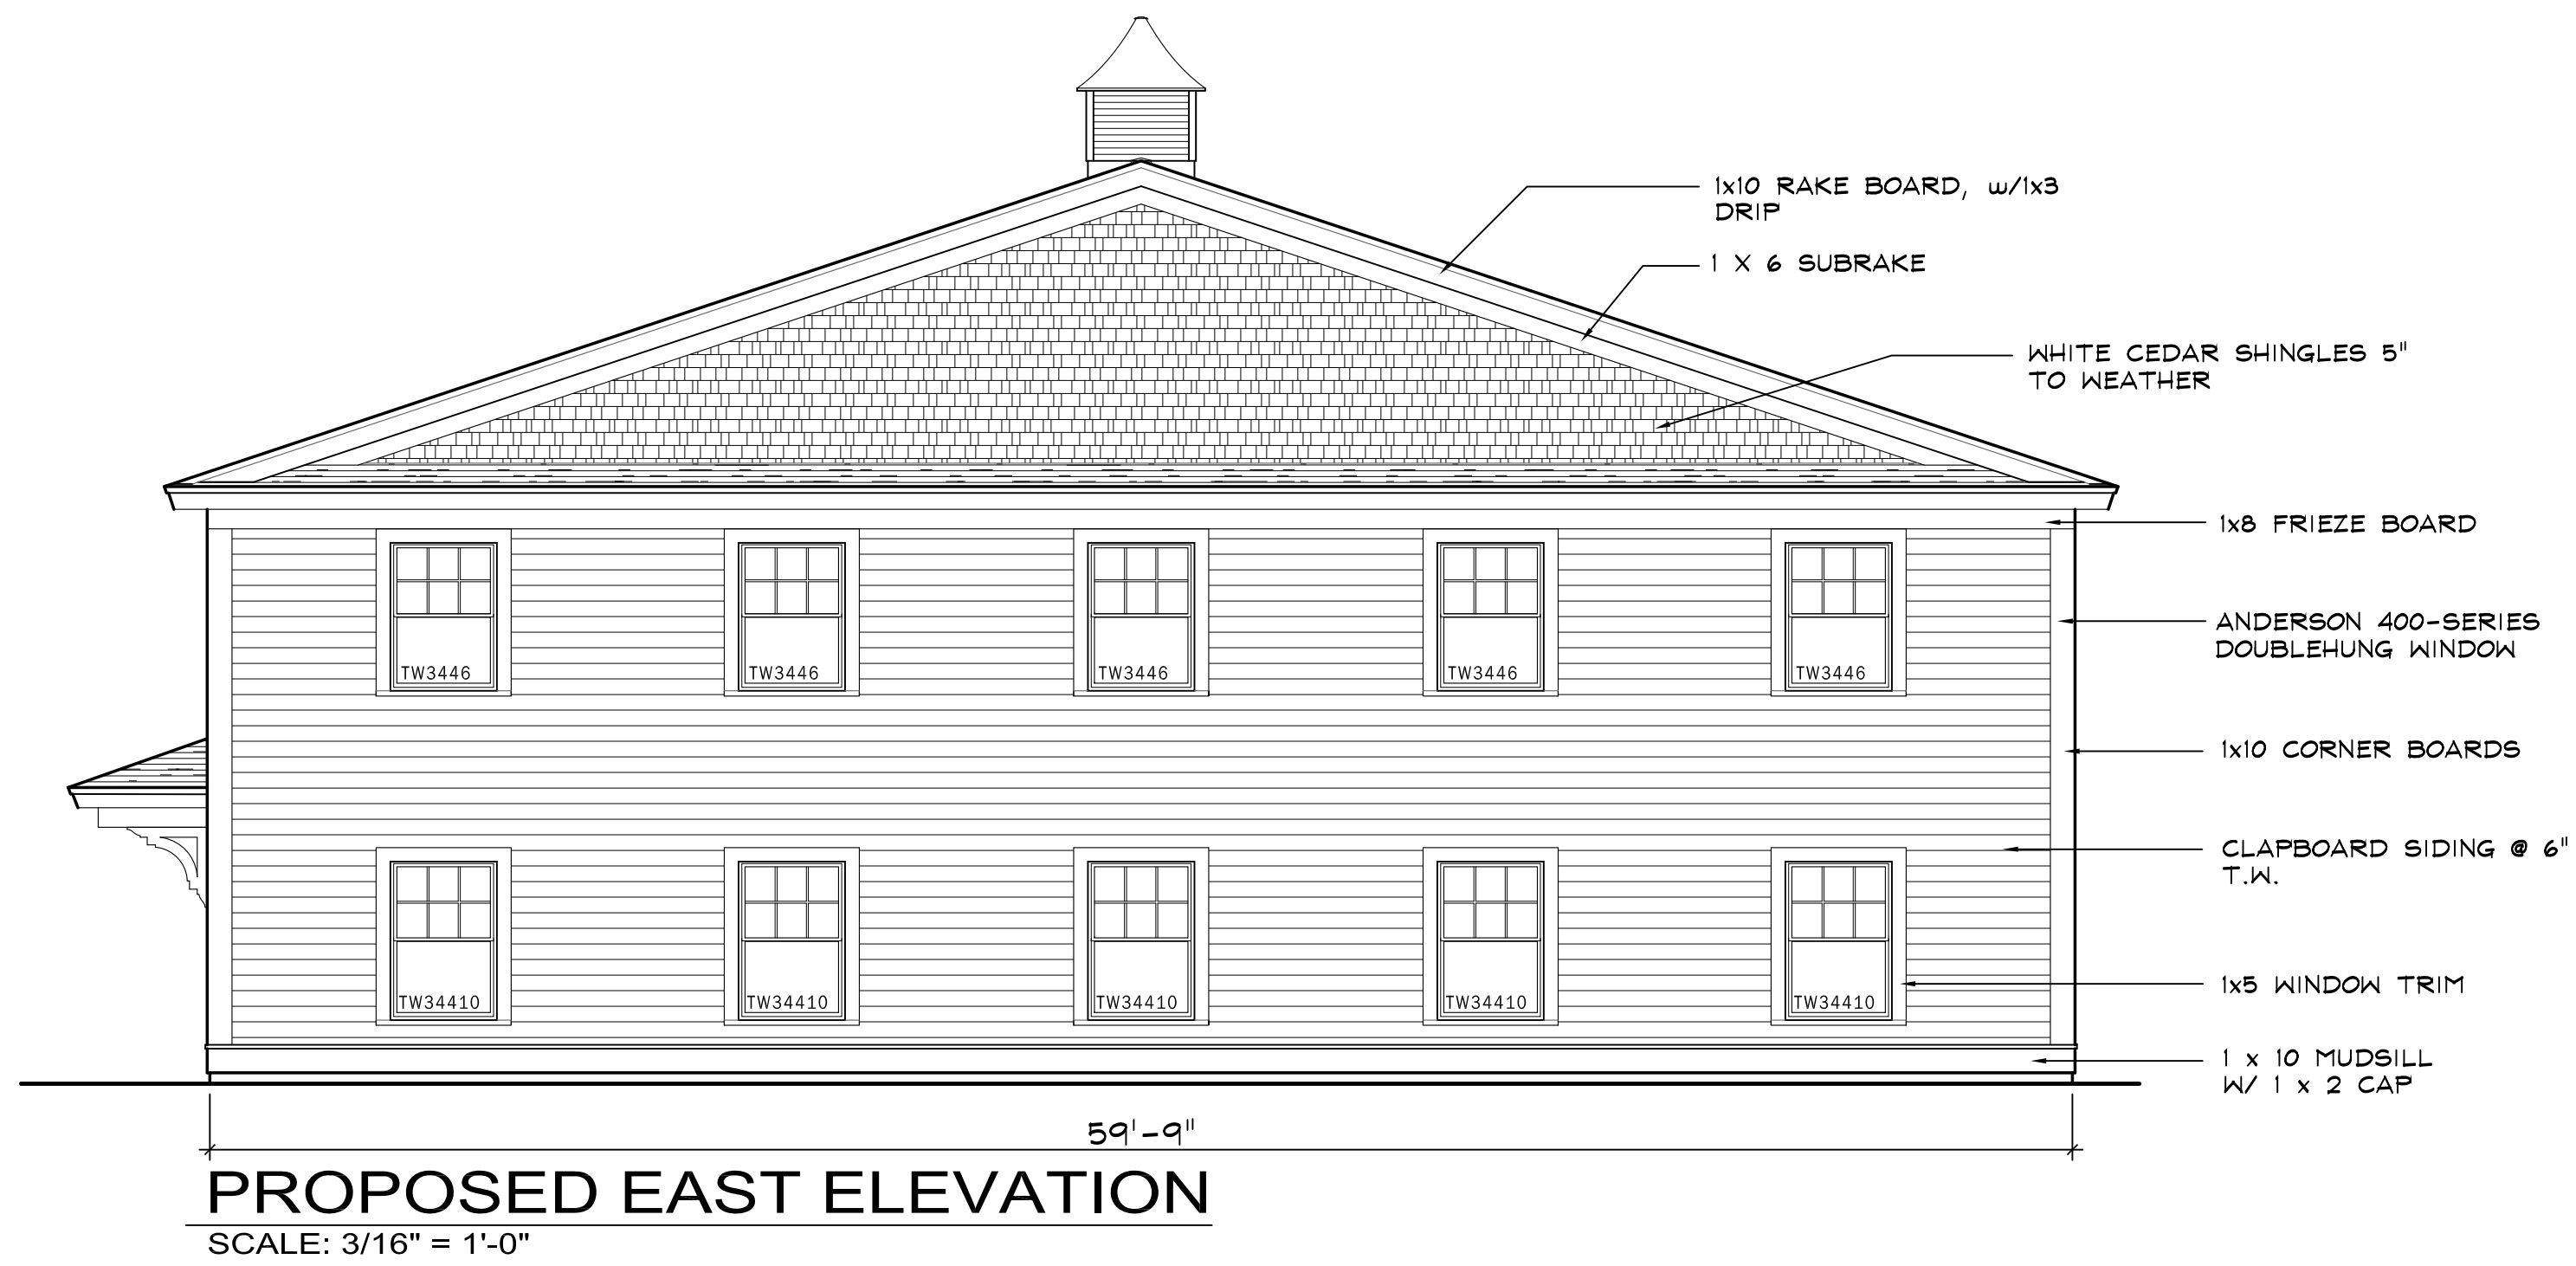 1x10 RAKE BOARD, w/1x3
DRIP
1 X 6 SUBRAKE
WHITE CEDAR SHINGLES 5"
TO WEATHER
1x8 FRIEZE BOARD
ANDERSON 400-SERIES
DOUBLEHUNG WINDOW
TW3446 TW3446 TW3446 TW3446 TW3446
1x10 CORNER BOARDS
CLAPBOARD SIDING @ 6"
T.W.
1x5 WINDOW TRIM
TW34410 TW34410 TW34410 TW34410 TW34410
1 x 10 MUDSILL
W/ 1 x 2 CAP
59'-9"
PROPOSED EAST ELEVATION
SCALE: 3/16" = 1'-0"